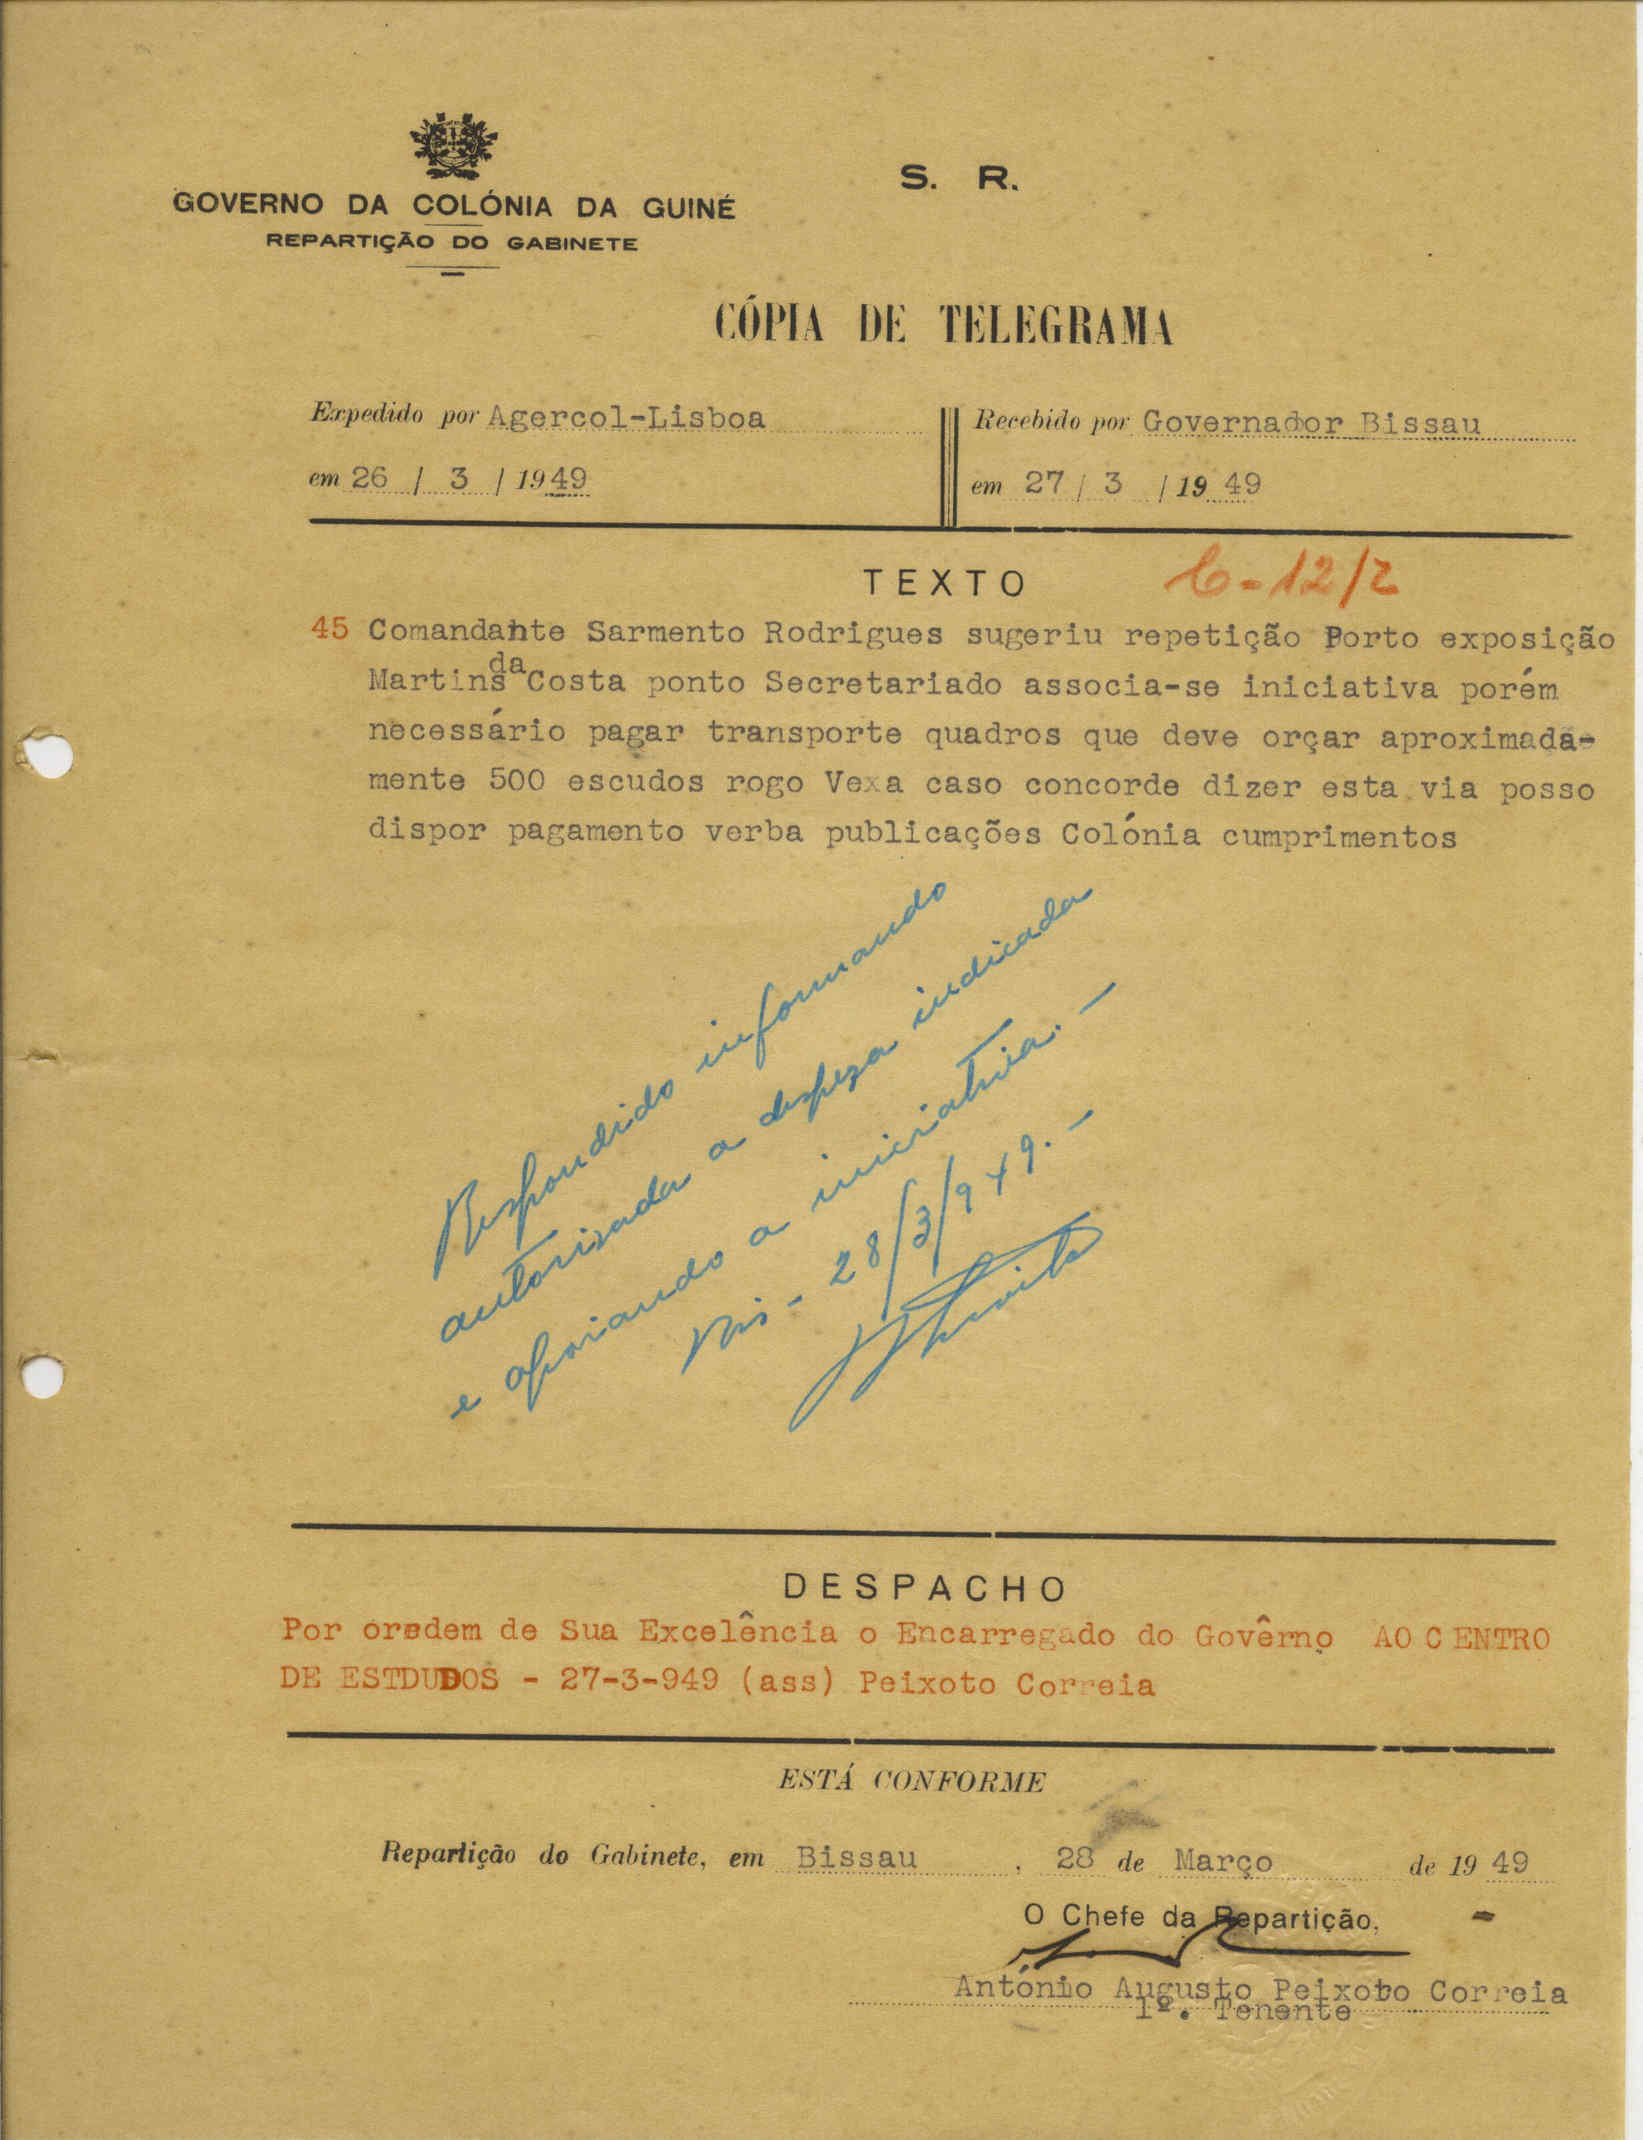 S. R.
GOVERNO DA COLÓNIA DA GUINÉ
REPARTIÇÃO DO GABINETE
CÓPIA DE TELEGRAMA
Expedido por Agercol-Lisboa
em 26 / 3 / 1949
Recebido por Governador Bissau
em 27 / 3 / 19 49
TEXTO
C-12/2
45 Comandante Sarmento Rodrigues sugeriu repetição Porto exposição
Martins da Costa ponto Secretariado associa-se iniciativa porém
necessário pagar transporte quadros que deve orçar aproximada-
mente 500 escudos rogo Vexa caso concorde dizer esta via posso
dispor pagamento verba publicações Colónia cumprimentos
Respondido informando
autorizada a despeza indicada
e apoiando a iniciativa. -
Bis - 28/3/949. -
DESPACHO
Por oredem de Sua Excelência o Encarregado do Govêrno AO C ENTRO
DE ESTDUDOS - 27-3-949 (ass) Peixoto Correia
ESTÁ CONFORME
Repartição do Gabinete, em Bissau, 28 de Março de 19 49
O Chefe da Repartição, -
António Augusto Peixoto Correia
1º. Tenente